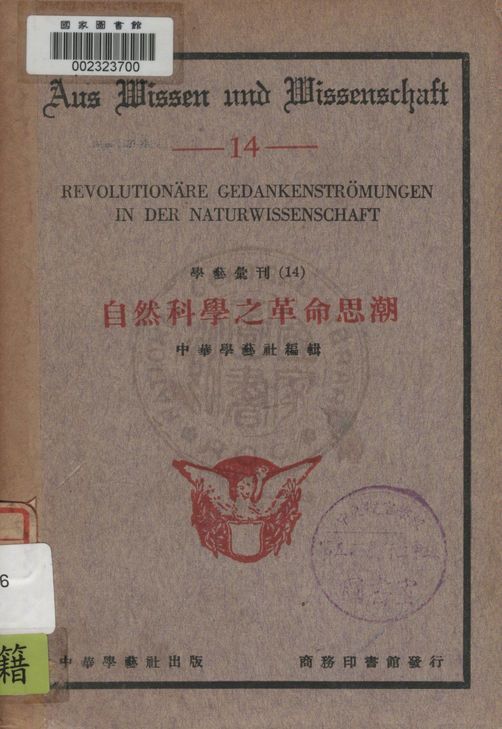 國家圖書館
002323700
Aus Wissen und Wissenschaft
14
REVOLUTIONÄRE GEDANKENSTRÖMUNGEN
IN DER NATURWISSENSCHAFT
學藝彙刊(14)
自然科學之革命思潮
中華學藝社編輯
6
籍
中華學藝社出版 商務印書館發行